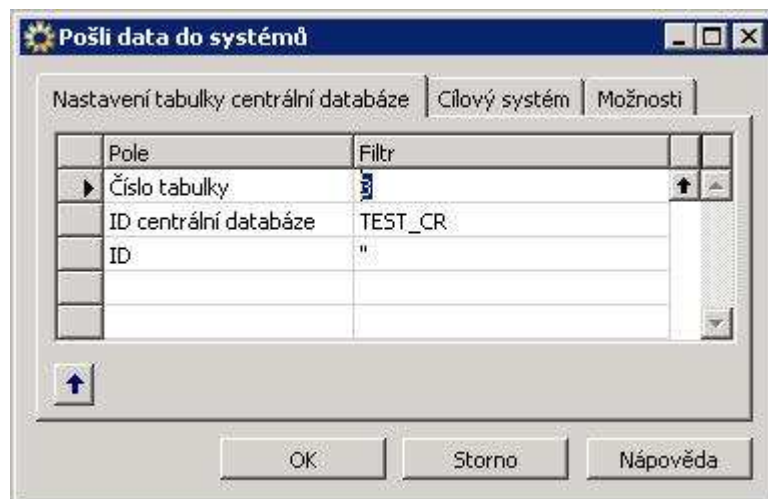 Pošli data do systémů
Nastavení tabulky centrální databáze Cílový systém Možnosti
Pole Filtr
Číslo tabulky 3
ID centrální databáze TEST_CR
ID ''
OK Storno Nápověda